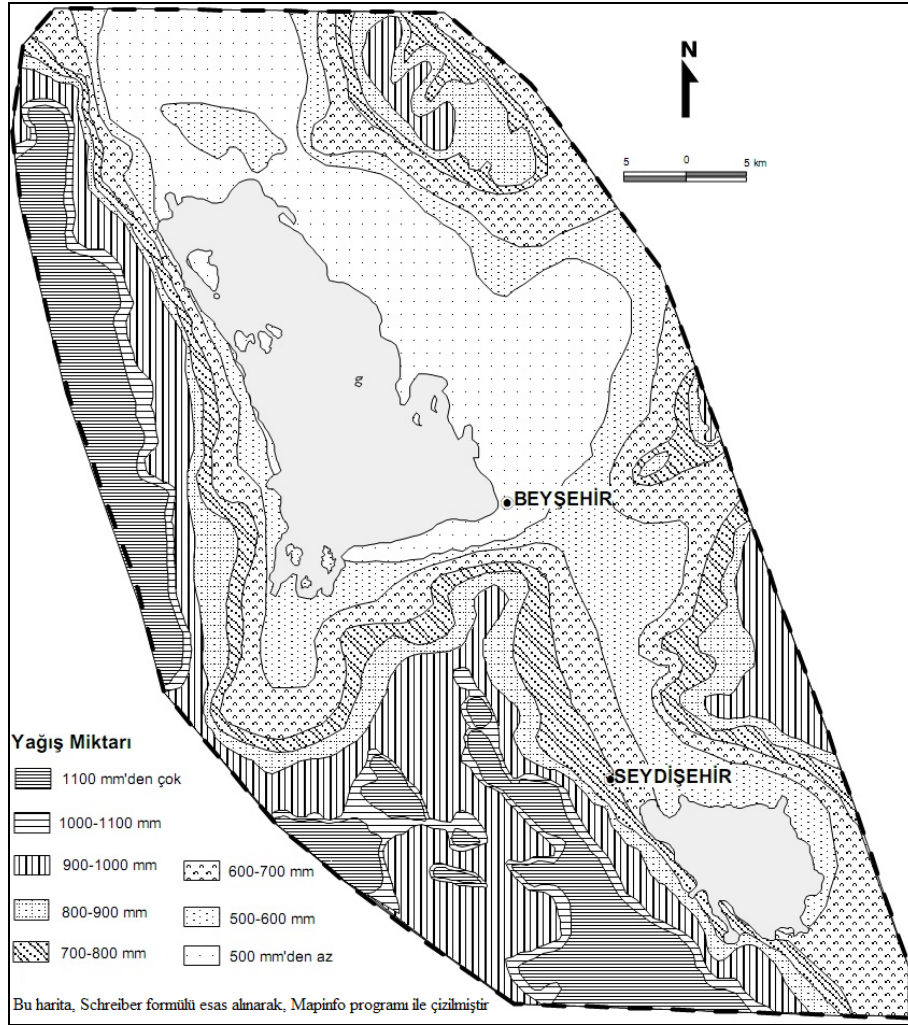 N
5 0 5 km
BEYŞEHİR
SEYDİŞEHİR
Yağış Miktarı
1100 mm'den çok
1000-1100 mm
900-1000 mm
800-900 mm
700-800 mm
600-700 mm
500-600 mm
500 mm'den az
Bu harita, Schreiber formülü esas alınarak, Mapinfo programı ile çizilmiştir